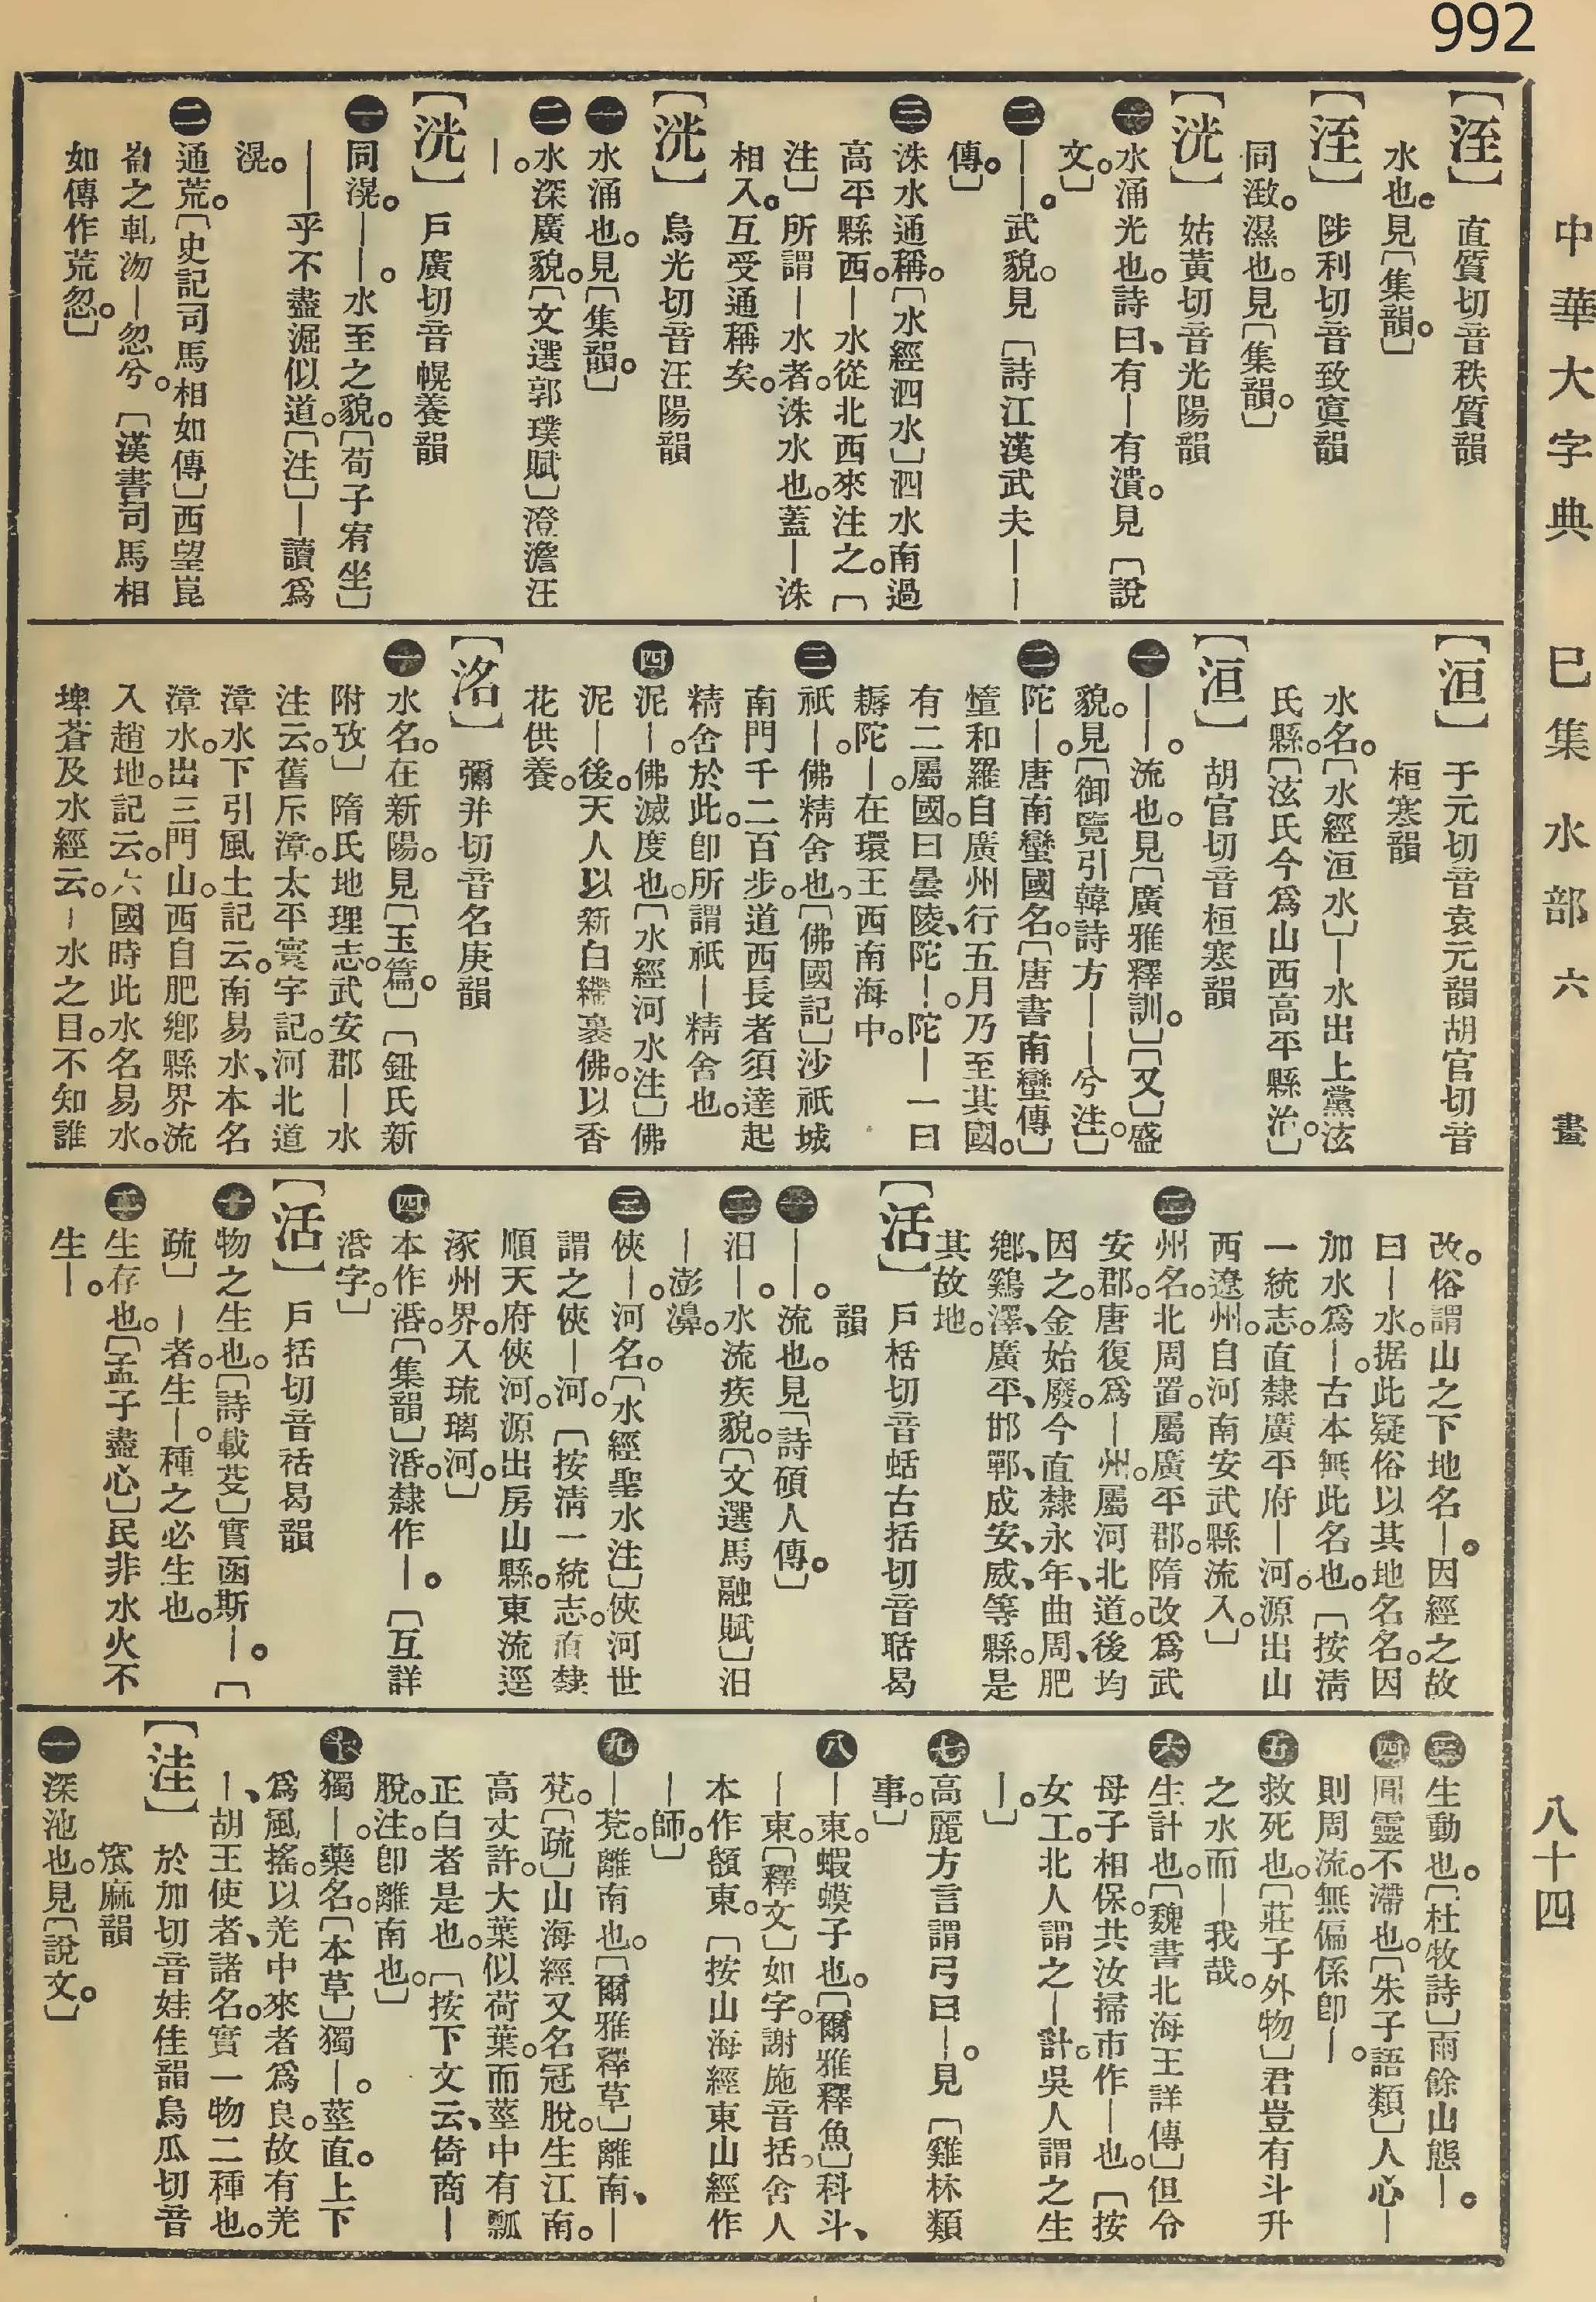 992
中華大字典　巳集　水部　六畫　八十四
【洷】　直質切音秩質韻
水也。見〔集韻。〕
【洷】　陟利切音致寘韻
同𣽎。濕也。見〔集韻。〕
【洸】　姑黃切音光陽韻
㊀水涌光也。詩曰、有｜有潰。見〔說
文。〕
㊁｜｜。武貌。見〔詩江漢武夫｜｜
傳。〕
㊂洙水通稱。〔水經泗水〕泗水南過
高平縣西。｜水從北西來注之。〔
注〕所謂｜水者。洙水也。蓋｜洙
相入。互受通稱矣。
【洸】　烏光切音汪陽韻
㊀水涌也。見〔集韻。〕
㊁水深廣貌。〔文選郭璞賦〕澄澹汪
｜。
【洸】　戶廣切音幌養韻
㊀同滉。｜｜。水至之貌。〔荀子宥坐〕
｜｜乎不盡淈似道。〔注〕｜讀爲
滉。
㊁通荒。〔史記司馬相如傳〕西望崑
崙之軋沕｜忽兮。〔漢書司馬相
如傳作荒忽。〕
【洹】　于元切音袁元韻胡官切音
桓寒韻
水名。〔水經洹水〕｜水出上黨泫
氏縣。〔泫氏今爲山西高平縣治。〕
【洹】　胡官切音桓寒韻
㊀｜｜。流也。見〔廣雅釋訓。〕〔又〕盛
貌。見〔御覽引韓詩方｜｜兮注。〕
㊁陀｜。唐南蠻國名。〔唐書南蠻傳〕
憻和羅自廣州行五月乃至其國。
有二屬國。曰曇陵、陀｜。陀｜一曰
耨陀｜。在環王西南海中。
㊂祇｜。佛精舍也。〔佛國記〕沙祇城
南門千二百步。道西長者須達起
精舍於此。卽所謂祇｜精舍也。
㊃泥｜。佛滅度也。〔水經河水注〕佛
泥｜後。天人以新白緤裹佛。以香
花供養。
【洺】　彌并切音名庚韻
㊀水名。在新陽。見〔玉篇。〕〔鈕氏新
附攷〕隋氏地理志。武安郡｜水
注云。舊斥漳。太平寰宇記。河北道
漳水下引風土記云。南易水、本名
漳水。出三門山。西自肥鄉縣界流
入趙地。記云。六國時此水名易水。
埤蒼及水經云。｜水之目。不知誰
改。俗謂山之下地名｜。因經之故
曰｜水。据此疑俗以其地名名。因
加水爲｜。古本無此名也。〔按淸
一統志。直隸廣平府｜河。源出山
西遼州。自河南安武縣流入。〕
㊁州名。北周置。屬廣平郡。隋改爲武
安郡。唐復爲｜州。屬河北道。後均
因之。金始廢。今直隸永年、曲周、肥
鄉、鷄澤、廣平、邯鄲、成安、威、等縣。是
其故地。
【活】　戶栝切音蛞古括切音聒曷
韻
㊀｜｜。流也。見〔詩碩人傳。〕
㊁汨｜。水流疾貌。〔文選馬融賦〕汨
｜澎濞。
㊂俠｜。河名。〔水經聖水注〕俠河世
謂之俠｜河。〔按淸一統志。直隸
順天府俠河。源出房山縣。東流逕
涿州界。入琉璃河。〕
㊃本作𣴠。〔集韻〕𣴠。隸作｜。〔互詳
𣴠字。〕
【活】　戶括切音秳曷韻
㊀物之生也。〔詩載芟〕實函斯｜。〔
疏〕｜者。生｜。種之必生也。
㊁生存也。〔孟子盡心〕民非水火不
生｜。
㊂生動也。〔杜牧詩〕雨餘山態｜。
㊃圓靈不滯也。〔朱子語類〕人心｜
則周流。無偏係卽｜。
㊄救死也。〔莊子外物〕君豈有斗升
之水而｜我哉。
㊅生計也。〔魏書北海王詳傳〕但令
母子相保。共汝掃市作｜也。〔按
女工。北人謂之｜計。吳人謂之生
｜。〕
㊆高麗方言謂弓曰｜。見〔雞林類
事。〕
㊇｜東。蝦蟆子也。〔爾雅釋魚〕科斗、
｜東。〔釋文〕如字。謝施音括。舍人
本作顝東。〔按山海經東山經作
｜師。〕
㊈｜莌。離南也。〔爾雅釋草〕離南、｜
莌。〔疏〕山海經又名冠脫。生江南。
高丈許。大葉似荷葉。而莖中有瓤
正白者是也。〔按下文云、倚商｜
脫。注。卽離南也。〕
㊉獨｜。藥名。〔本草〕獨｜。莖直。上下
爲風搖。以羌中來者爲良。故有羌
｜、胡王使者、諸名。實一物二種也。
【洼】　於加切音娃佳韻烏瓜切音
窊麻韻
㊀深池也。見〔說文。〕